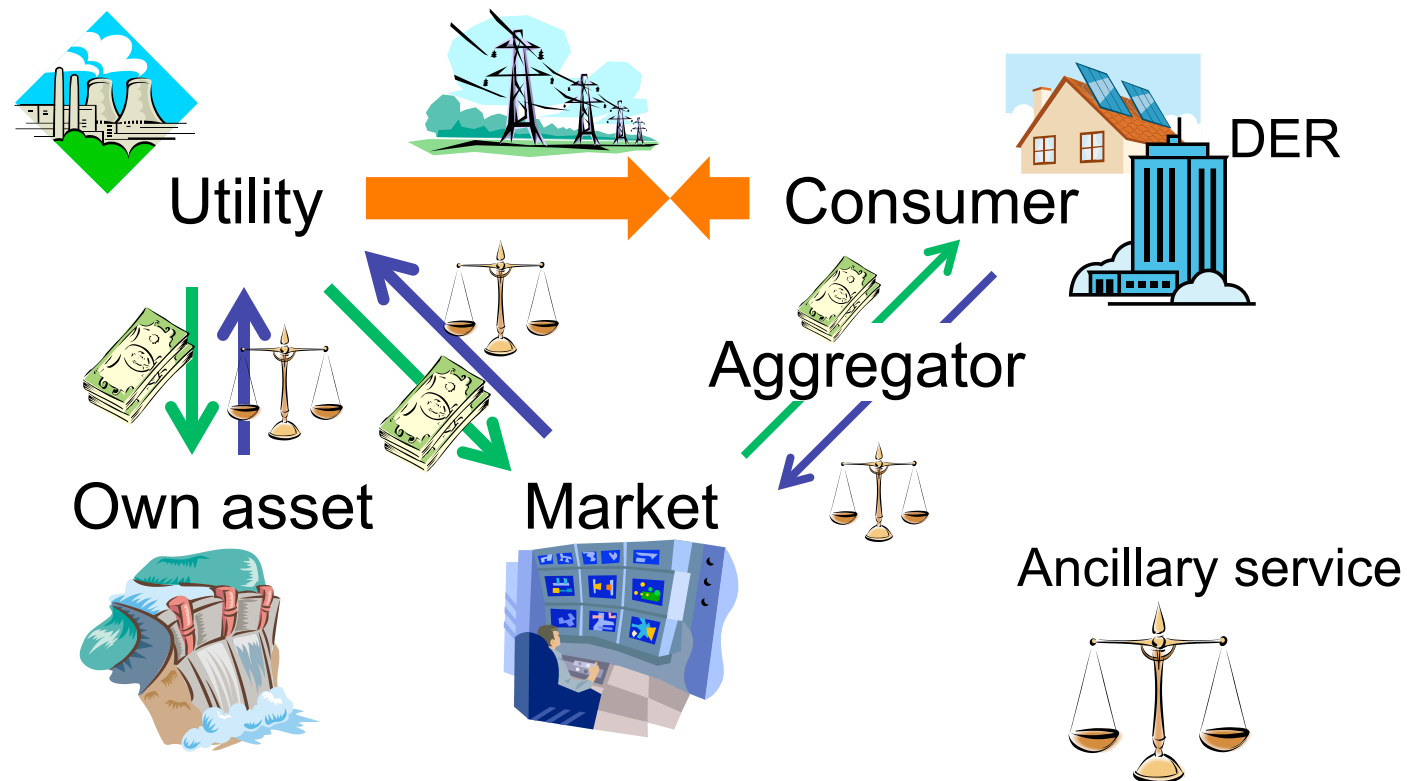 DER
Utility
Consumer
Aggregator
Own asset
Market
Ancillary service